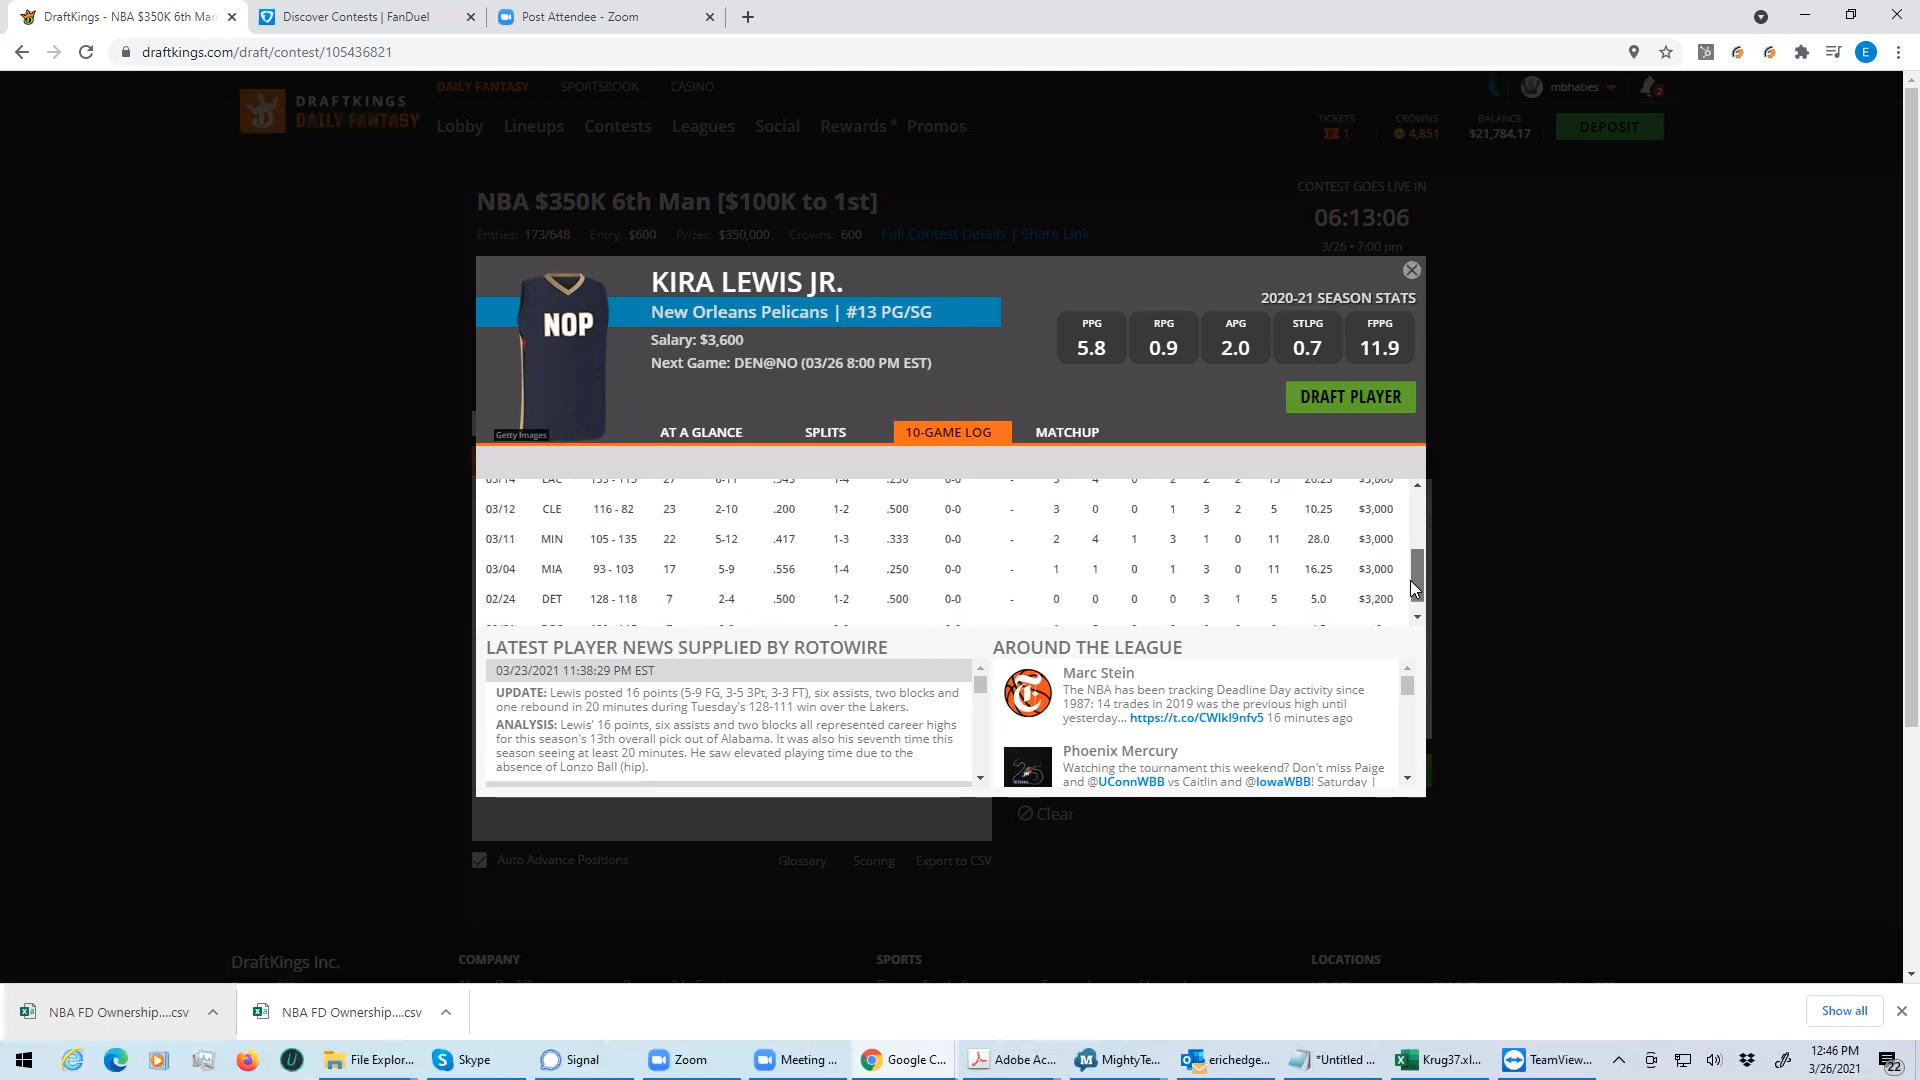 DraftKings - NBA $350K 6th Man
Discover Contests | FanDuel
Post Attendee - Zoom
draftkings.com/draft/contest/105436821
E
DRAFTKINGS
DAILY FANTASY
DAILY FANTASY SPORTSBOOK CASINO
mbhabes
2
Lobby Lineups Contests Leagues Social Rewards Promos
TICKETS CROWNS BALANCE
1 4,851 $21,784.17
DEPOSIT
NBA $350K 6th Man [$100K to 1st]
Entries: 173/648 Entry: $600 Prizes: $350,000 Crowns: 600 Full Contest Details | Share Link
CONTEST GOES LIVE IN
06:13:06
3/26 • 7:00 pm
NOP
Getty Images
KIRA LEWIS JR.
New Orleans Pelicans | #13 PG/SG
Salary: $3,600
Next Game: DEN@NO (03/26 8:00 PM EST)
2020-21 SEASON STATS
PPG RPG APG STLPG FPPG
5.8 0.9 2.0 0.7 11.9
DRAFT PLAYER
AT A GLANCE SPLITS 10-GAME LOG MATCHUP
03/12 CLE 116 - 82 23 2-10 .200 1-2 .500 0-0 - 3 0 0 1 3 2 5 10.25 $3,000
03/11 MIN 105 - 135 22 5-12 .417 1-3 .333 0-0 - 2 4 1 3 1 0 11 28.0 $3,000
03/04 MIA 93 - 103 17 5-9 .556 1-4 .250 0-0 - 1 1 0 1 3 0 11 16.25 $3,000
02/24 DET 128 - 118 7 2-4 .500 1-2 .500 0-0 - 0 0 0 0 3 1 5 5.0 $3,200
LATEST PLAYER NEWS SUPPLIED BY ROTOWIRE
03/23/2021 11:38:29 PM EST
UPDATE: Lewis posted 16 points (5-9 FG, 3-5 3Pt, 3-3 FT), six assists, two blocks and
one rebound in 20 minutes during Tuesday's 128-111 win over the Lakers.
ANALYSIS: Lewis' 16 points, six assists and two blocks all represented career highs
for this season's 13th overall pick out of Alabama. It was also his seventh time this
season seeing at least 20 minutes. He saw elevated playing time due to the
absence of Lonzo Ball (hip).
AROUND THE LEAGUE
Marc Stein
The NBA has been tracking Deadline Day activity since
1987: 14 trades in 2019 was the previous high until
yesterday... https://t.co/CWlkl9nfv5 16 minutes ago
Phoenix Mercury
Watching the tournament this weekend? Don't miss Paige
and @UConnWBB vs Caitlin and @IowaWBB! Saturday |
Clear
Auto Advance Positions Glossary Scoring Export to CSV
DraftKings Inc. COMPANY SPORTS LOCATIONS
NBA FD Ownership....csv
NBA FD Ownership....csv
Show all
File Explor... Skype Signal Zoom Meeting ... Google C... Adobe Ac... MightyTe... erichedge... *Untitled ... Krug37.xl... TeamView...
12:46 PM
3/26/2021
22